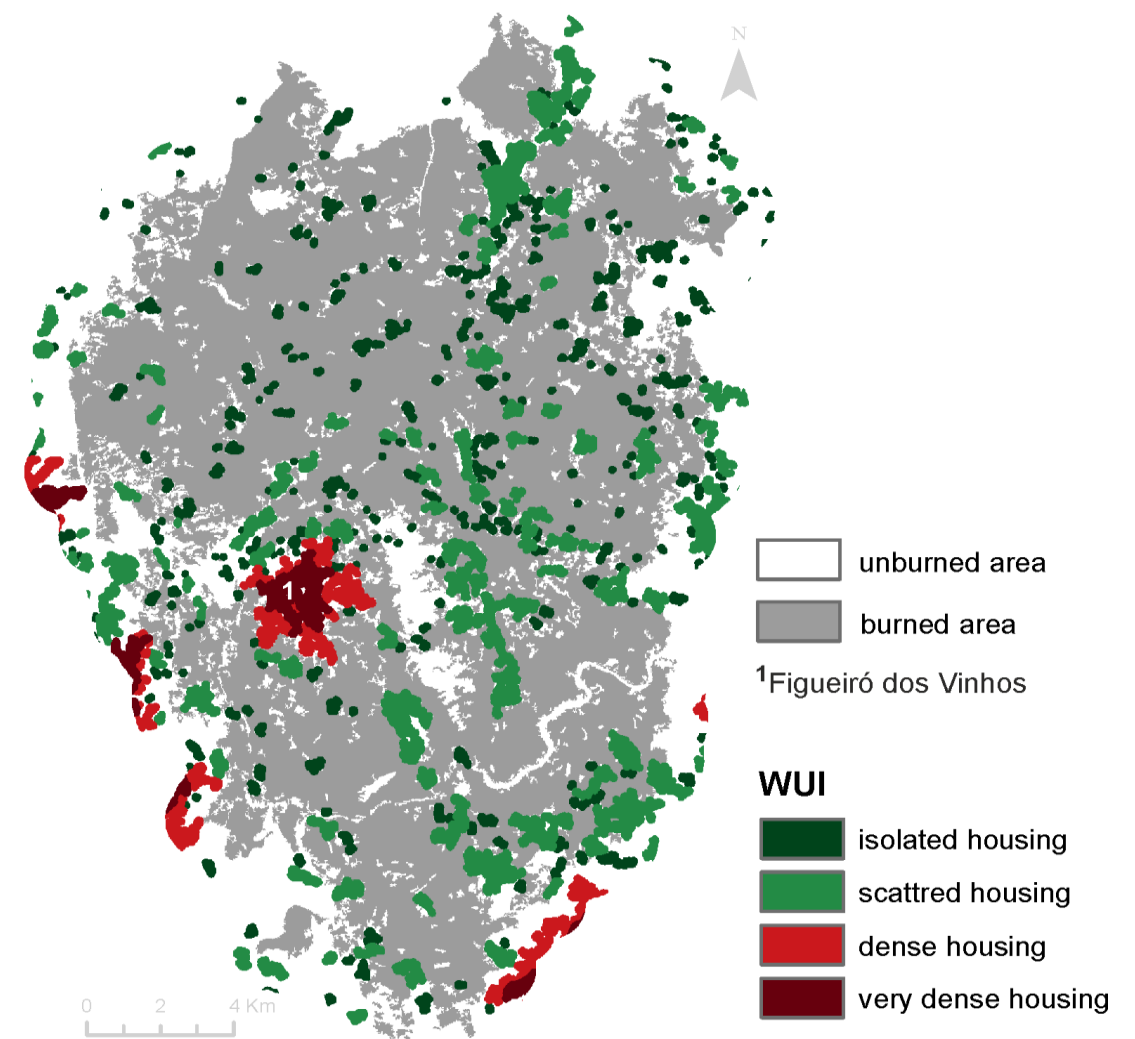 N
1
unburned area
burned area
¹Figueiró dos Vinhos
WUI
isolated housing
scattred housing
dense housing
very dense housing
0 2 4 Km